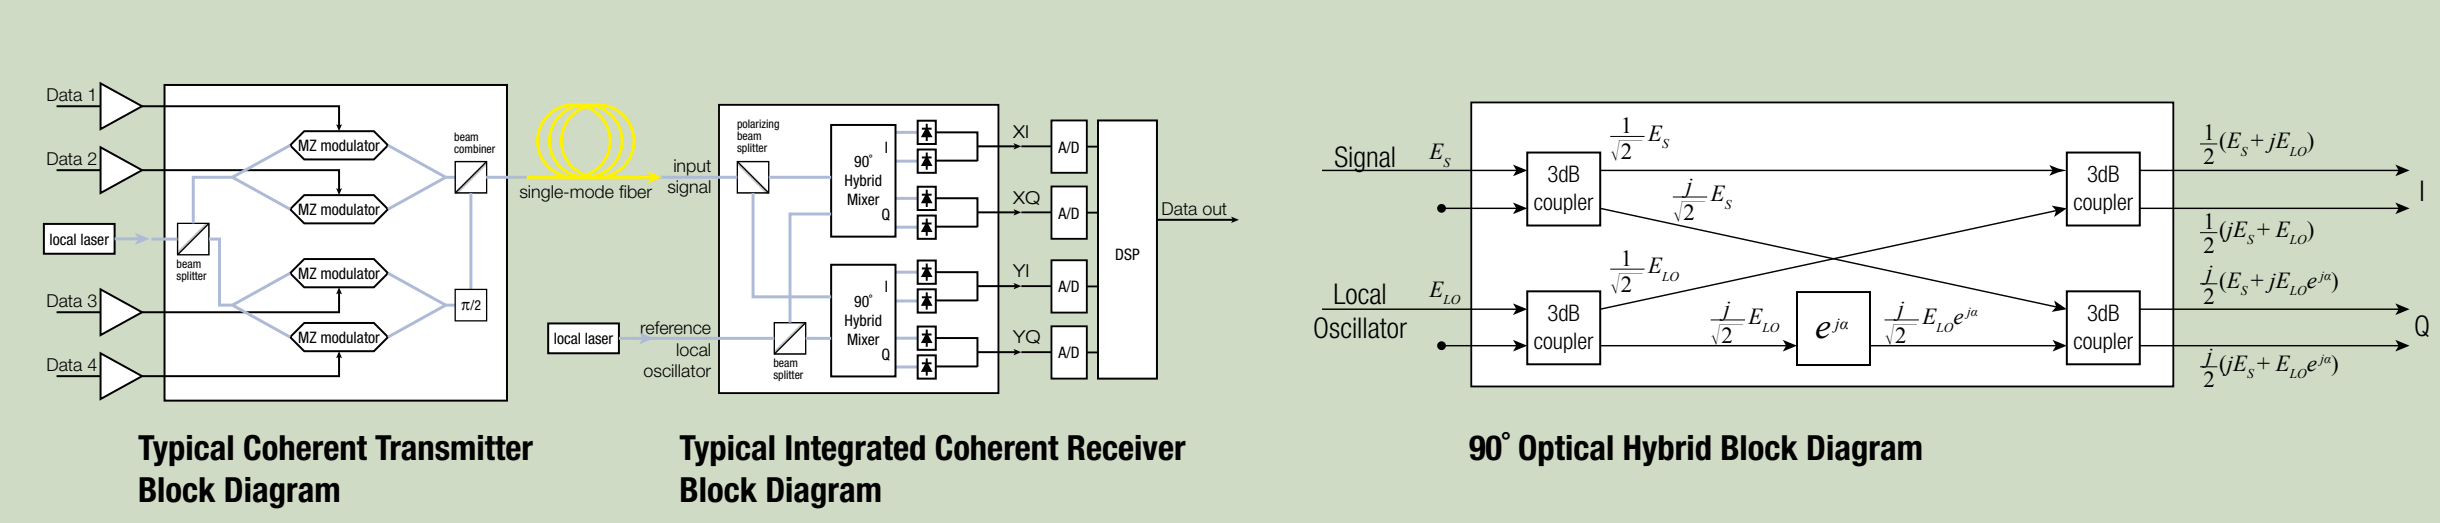 Data 1
Data 2
local laser
Data 3
Data 4
MZ modulator
MZ modulator
beam
splitter
MZ modulator
MZ modulator
beam
combiner
π/2
single-mode fiber
Typical Coherent Transmitter
Block Diagram
input
signal
local laser
reference
local
oscillator
polarizing
beam
splitter
beam
splitter
90˚
Hybrid
Mixer
I
Q
90˚
Hybrid
Mixer
I
Q
XI
XQ
YI
YQ
A/D
A/D
A/D
A/D
DSP
Data out
Typical Integrated Coherent Receiver
Block Diagram
Signal
E_S
Local
Oscillator
E_LO
3dB
coupler
3dB
coupler
1/√2 E_S
j/√2 E_S
1/√2 E_LO
j/√2 E_LO
e^jα
j/√2 E_LO e^jα
3dB
coupler
3dB
coupler
1/2 (E_S + jE_LO)
I
1/2 (jE_S + E_LO)
j/2 (E_S + jE_LO e^jα)
Q
j/2 (jE_S + E_LO e^jα)
90˚ Optical Hybrid Block Diagram